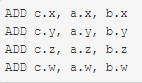 ADD c.x, a.x, b.x
ADD c.y, a.y, b.y
ADD c.z, a.z, b.z
ADD c.w, a.w, b.w